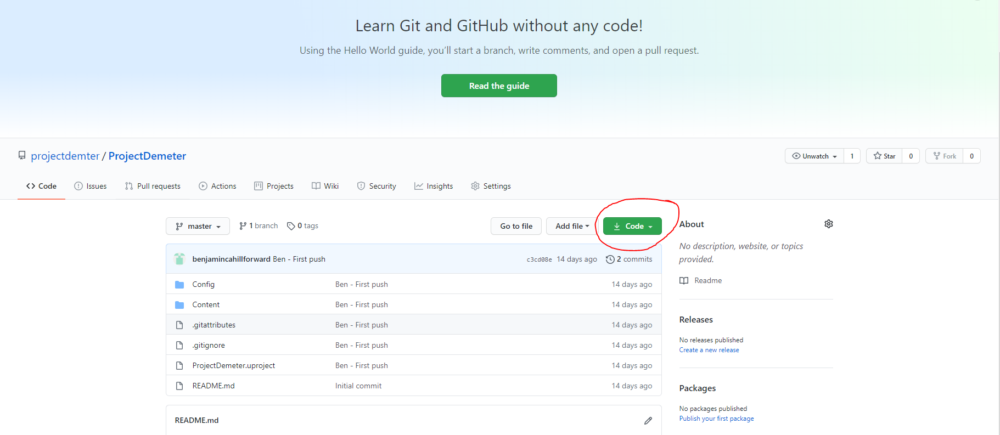 Learn Git and GitHub without any code!
Using the Hello World guide, you'll start a branch, write comments, and open a pull request.
Read the guide
projectdemter / ProjectDemeter
Unwatch 1 Star 0 Fork 0
Code Issues Pull requests Actions Projects Wiki Security Insights Settings
master 1 branch 0 tags Go to file Add file Code
benjamincahillforward Ben - First push c3cd08e 14 days ago 2 commits
Config Ben - First push 14 days ago
Content Ben - First push 14 days ago
.gitattributes Ben - First push 14 days ago
.gitignore Ben - First push 14 days ago
ProjectDemeter.uproject Ben - First push 14 days ago
README.md Initial commit 14 days ago
README.md
About
No description, website, or topics
provided.
Readme
Releases
No releases published
Create a new release
Packages
No packages published
Publish your first package